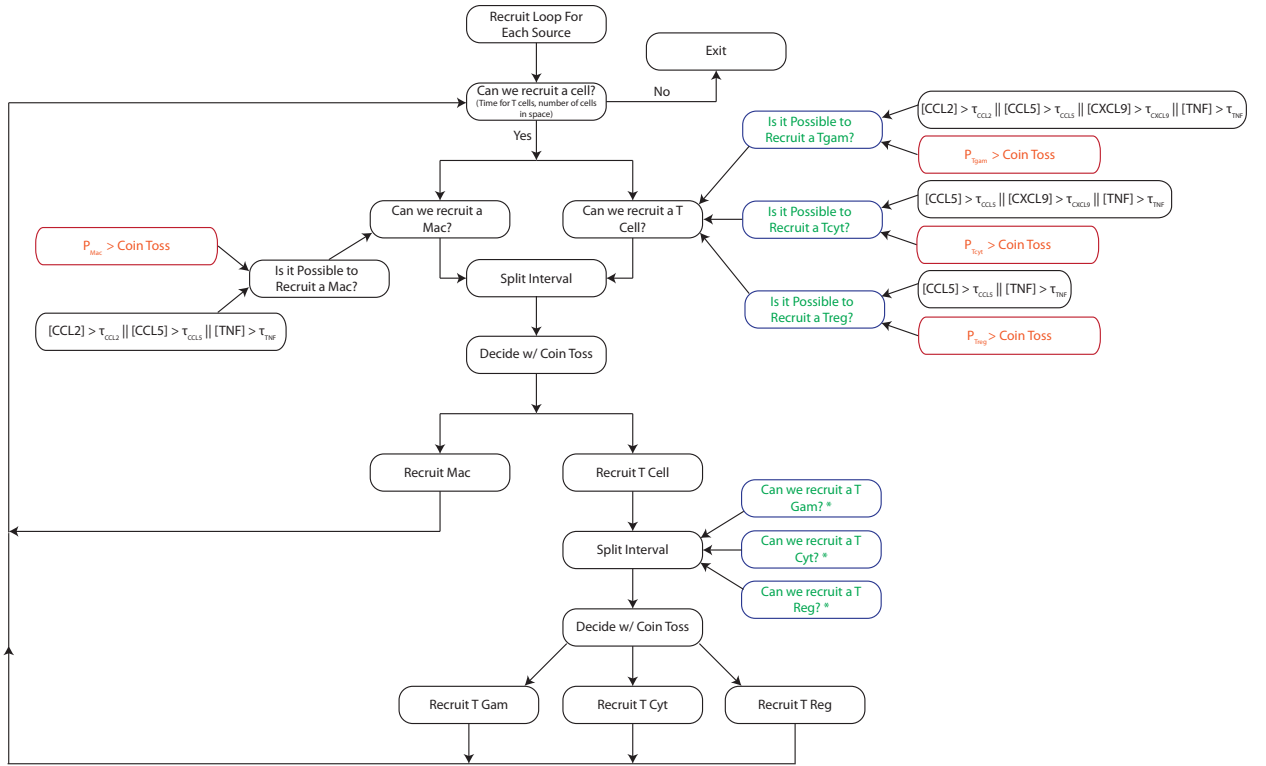 Recruit Loop For
Each Source
Exit
Can we recruit a cell?
(Time for T cells, number of cells
in space)
No
Yes
[CCL2] > τCCL2 || [CCL5] > τCCL5 || [CXCL9] > τCXCL9 || [TNF] > τTNF
Is it Possible to
Recruit a Tgam?
PTgam > Coin Toss
Can we recruit a
Mac?
Can we recruit a T
Cell?
[CCL5] > τCCL5 || [CXCL9] > τCXCL9 || [TNF] > τTNF
Is it Possible to
Recruit a Tcyt?
PTcyt > Coin Toss
PMac > Coin Toss
Is it Possible to
Recruit a Mac?
[CCL2] > τCCL2 || [CCL5] > τCCL5 || [TNF] > τTNF
Split Interval
[CCL5] > τCCL5 || [TNF] > τTNF
Is it Possible to
Recruit a Treg?
PTreg > Coin Toss
Decide w/ Coin Toss
Recruit Mac
Recruit T Cell
Can we recruit a T
Gam? *
Split Interval
Can we recruit a T
Cyt? *
Can we recruit a T
Reg? *
Decide w/ Coin Toss
Recruit T Gam
Recruit T Cyt
Recruit T Reg